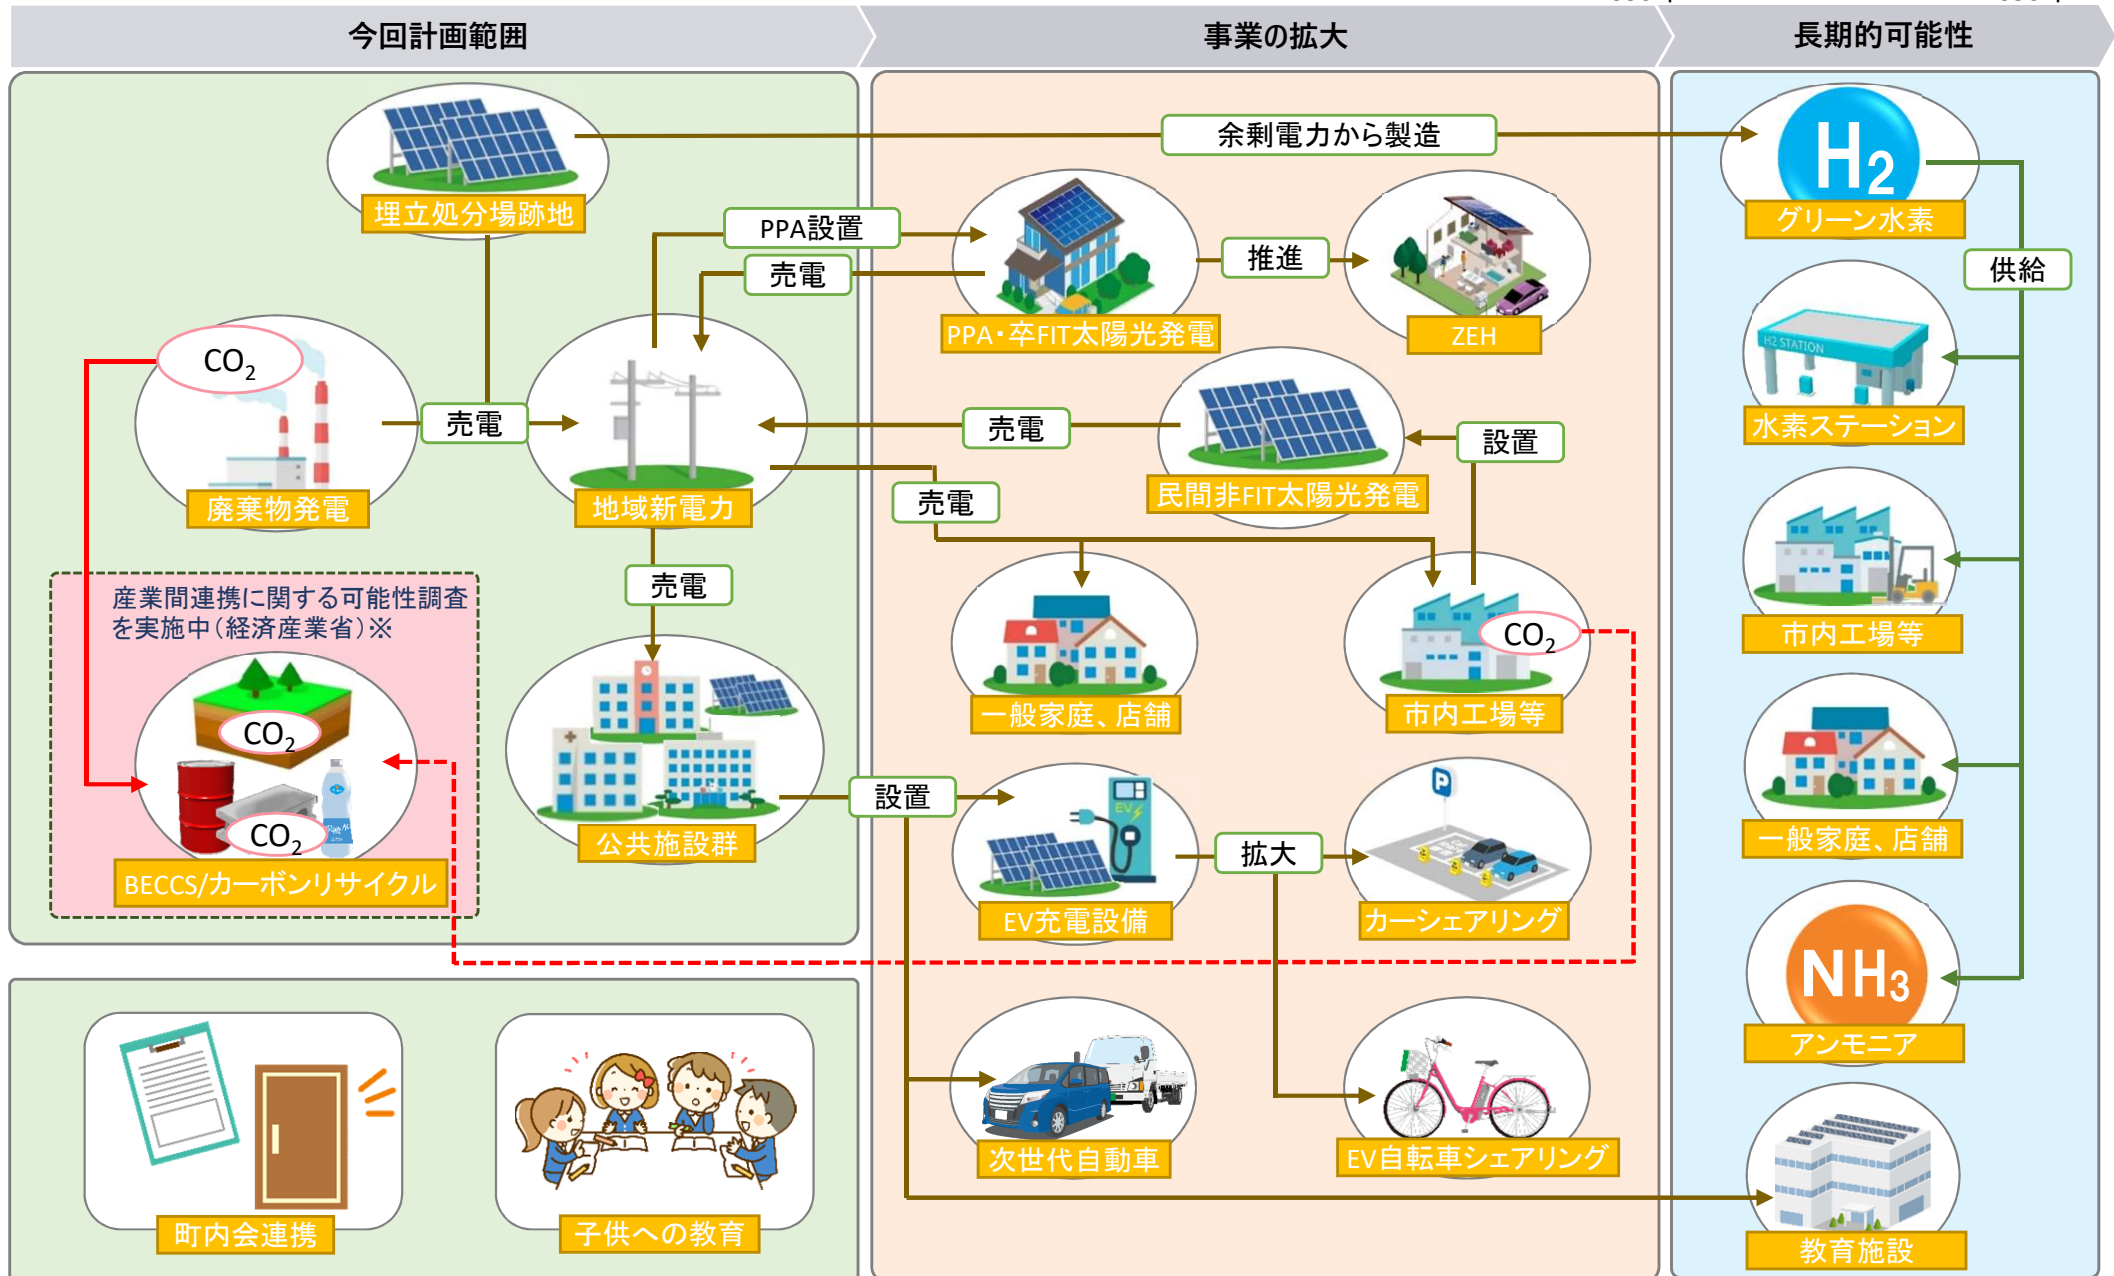 今回計画範囲
事業の拡大
長期的可能性
埋立処分場跡地
余剰電力から製造
H2
グリーン水素
供給
PPA設置
売電
推進
PPA・卒FIT太陽光発電
ZEH
H2 STATION
水素ステーション
CO2
売電
廃棄物発電
地域新電力
売電
設置
民間非FIT太陽光発電
売電
売電
市内工場等
産業間連携に関する可能性調査
を実施中(経済産業省)※
CO2
CO2
BECCS/カーボンリサイクル
公共施設群
一般家庭、店舗
CO2
市内工場等
一般家庭、店舗
設置
EV
EV充電設備
拡大
P
カーシェアリング
NH3
アンモニア
次世代自動車
EV自転車シェアリング
教育施設
町内会連携
子供への教育